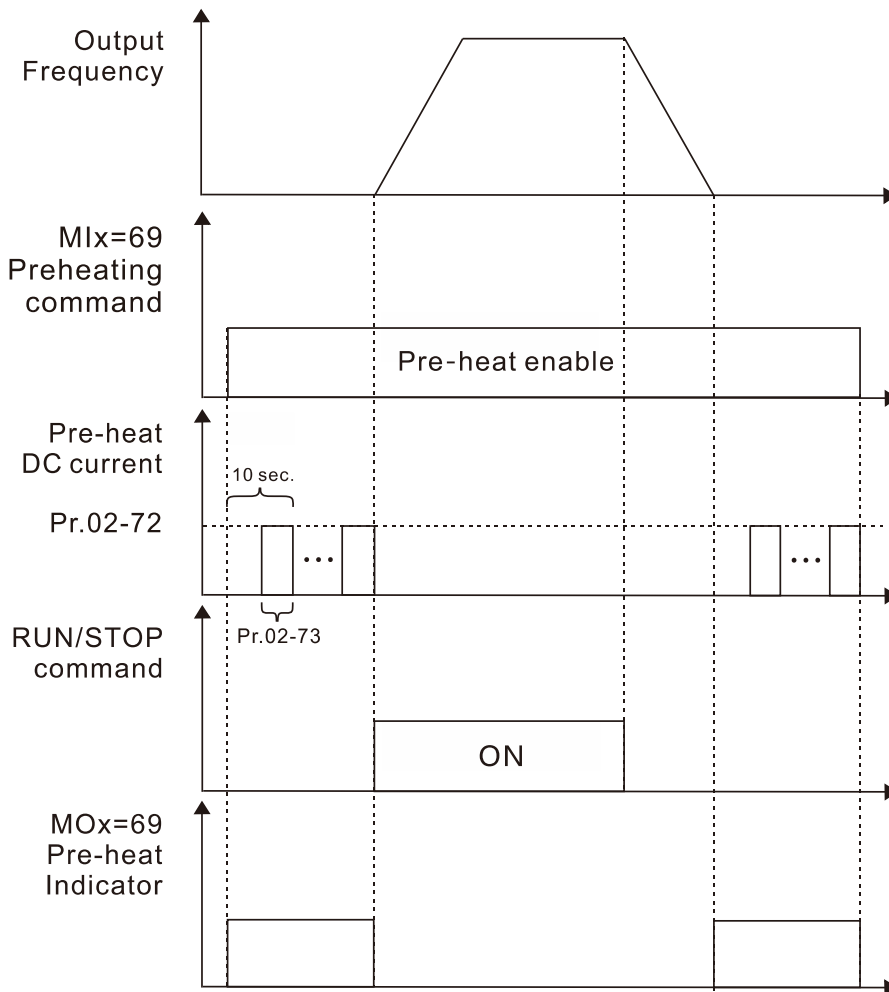 Output
Frequency
MIx=69
Preheating
command
Pre-heat enable
Pre-heat
DC current
10 sec.
Pr.02-72
Pr.02-73
RUN/STOP
command
ON
MOx=69
Pre-heat
Indicator